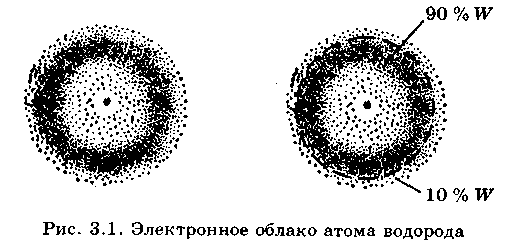 90 % W
10 % W
Рис. 3.1. Электронное облако атома водорода